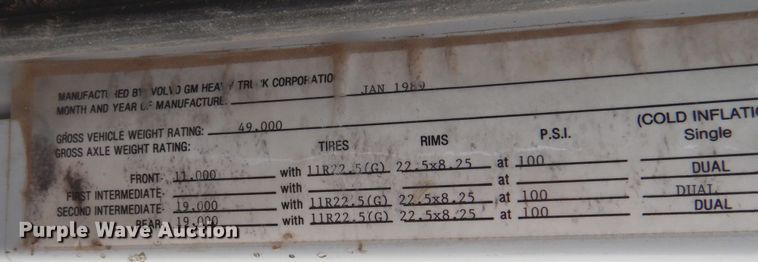 MANUFACTURED BY VOLVO GM HEAVY TRUCK CORPORATIO
MONTH AND YEAR OF MANUFACTURE. JAN 1989
GROSS VEHICLE WEIGHT RATING: 49.000
GROSS AXLE WEIGHT RATING: TIRES RIMS P.S.I. (COLD INFLATIO
Single
FRONT- 11.000 with 11R22.5(G) 22.5x8.25 at 100
FIRST INTERMEDIATE- with at DUAL
SECOND INTERMEDIATE- 19.000 with 11R22.5(G) 22.5x8.25 at 100 DUAL
REAR- 19.000 with 11R22.5(G) 22.5x8.25 at 100 DUAL
Purple Wave Auction